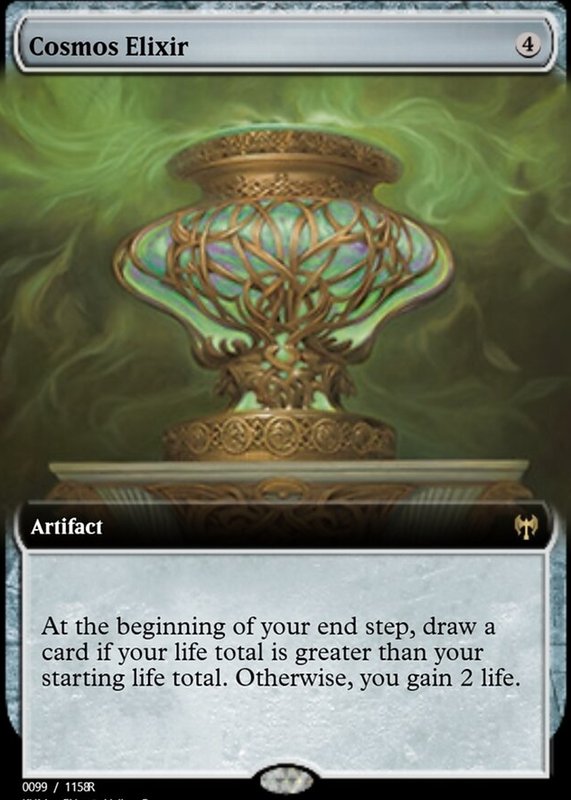 Cosmos Elixir
4
Artifact
At the beginning of your end step, draw a
card if your life total is greater than your
starting life total. Otherwise, you gain 2 life.
0099 / 1158R